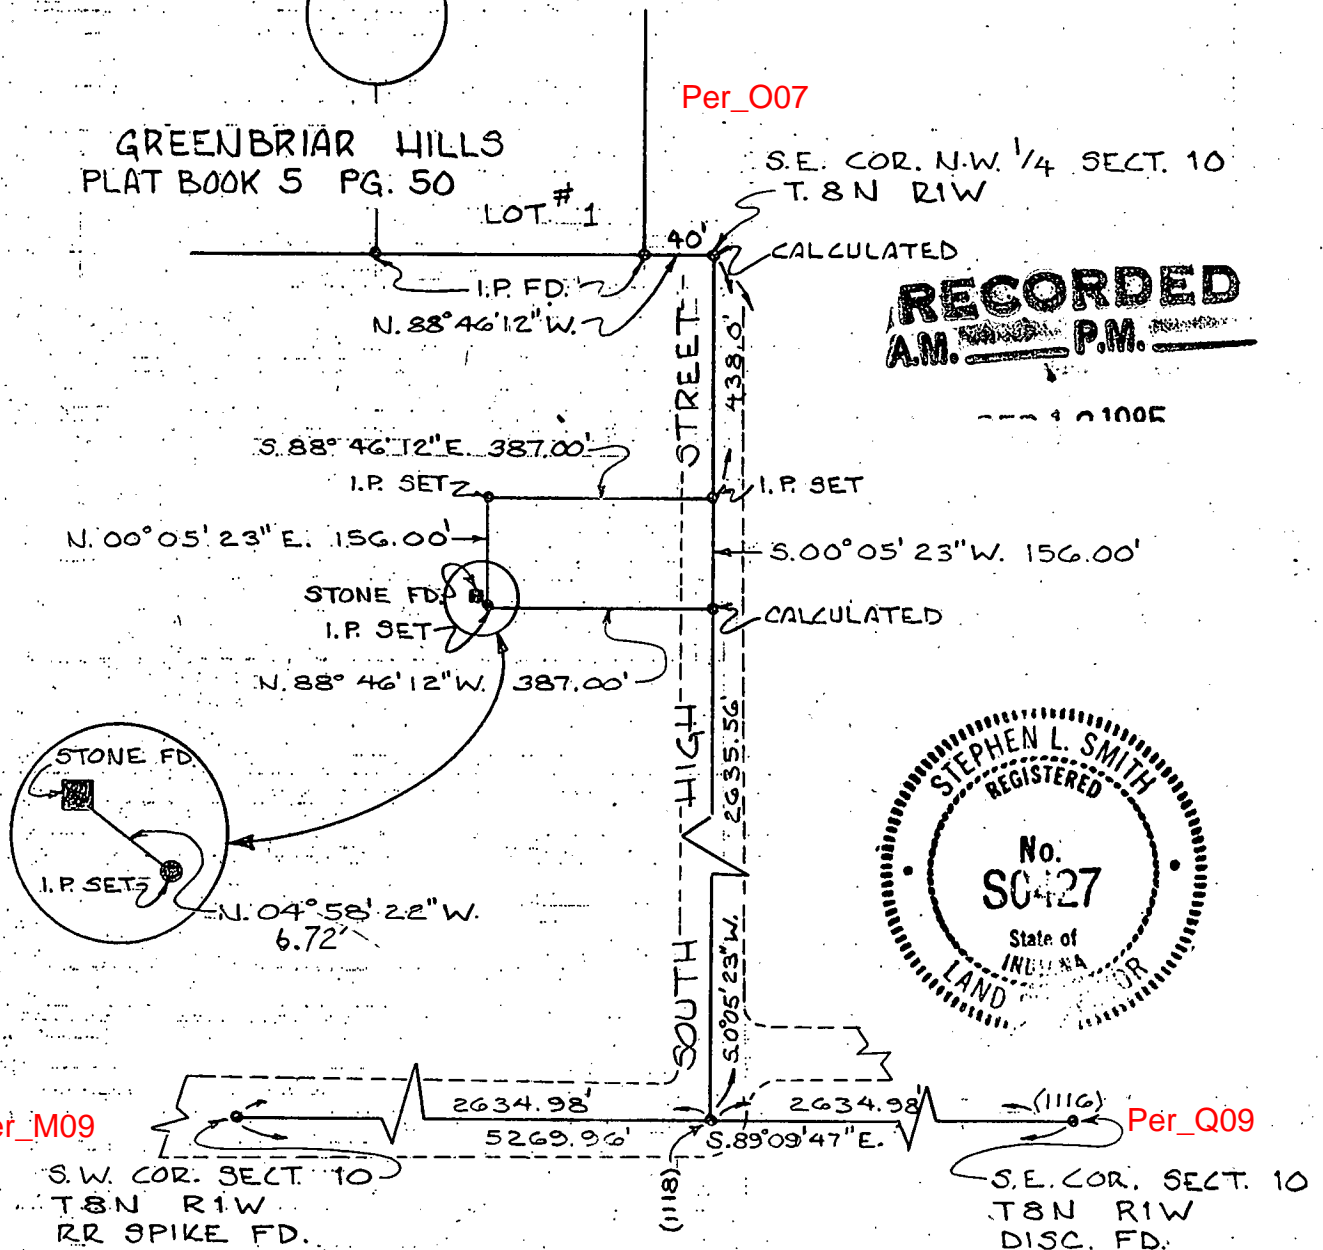 Per_O07
GREENBRIAR HILLS
PLAT BOOK 5 PG. 50
LOT #1
S.E. COR. N.W. 1/4 SECT. 10
T. 8 N R1W
40'
CALCULATED
I.P. FD.
N. 88° 46' 12" W.
RECORDED
A.M. P.M.
438.0'
S. 88° 46' 12" E. 387.00'
I.P. SET
I.P. SET
N. 00° 05' 23" E. 156.00'
S. 00° 05' 23" W. 156.00'
STONE FD.
I.P. SET
CALCULATED
N. 88° 46' 12" W. 387.00'
SOUTH HIGH STREET
2635.56'
S.0°05'23"W.
STONE FD.
I.P. SET
N. 04° 58' 22" W.
6.72'
STEPHEN L. SMITH
REGISTERED
No.
S0427
State of
INDIANA
LAND
2634.98'
2634.98'
(1116)
Per_Q09
er_M09
5269.96'
S.89°09'47"E.
(1118)
S.W. COR. SECT. 10
T8N R1W
RR SPIKE FD.
S.E. COR. SECT. 10
T8N R1W
DISC. FD.